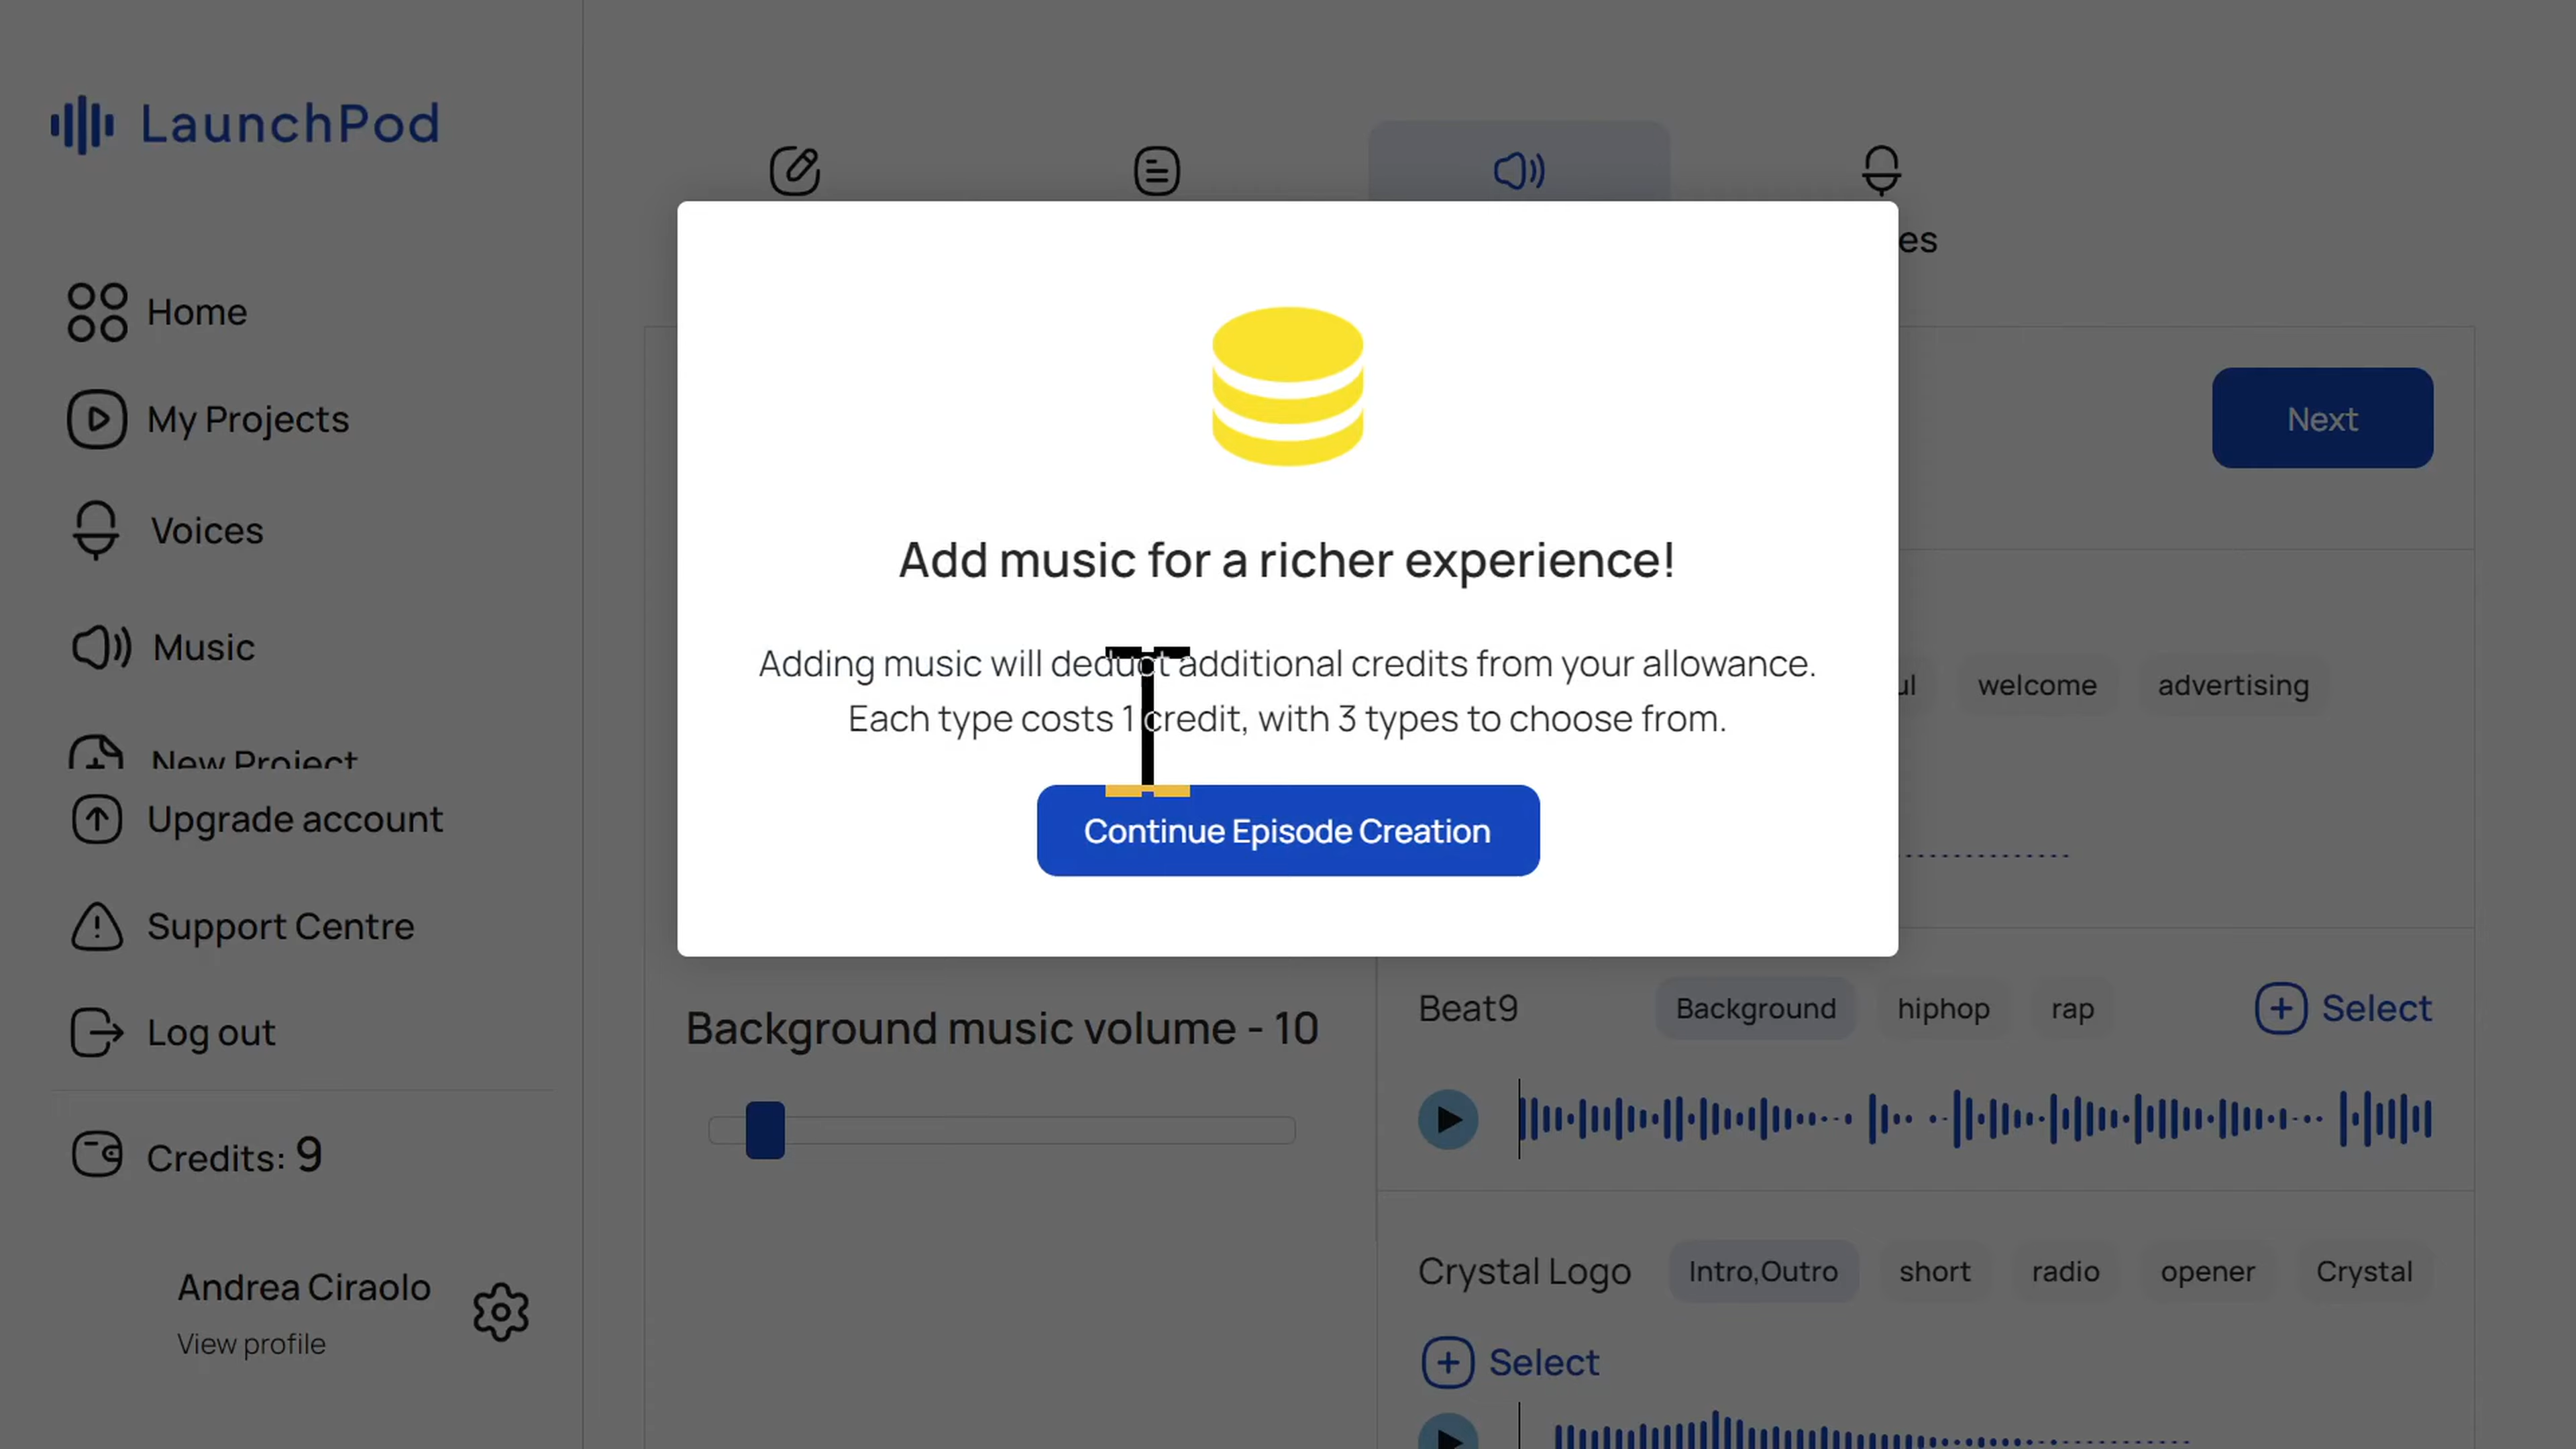 LaunchPod
Home
My Projects
Voices
Music
New Project
Upgrade account
Support Centre
Log out
Credits: 9
Andrea Ciraolo
View profile
es
Next
Add music for a richer experience!
Adding music will deduct additional credits from your allowance.
Each type costs 1 credit, with 3 types to choose from.
Continue Episode Creation
ul welcome advertising
Background music volume - 10
Beat9 Background hiphop rap Select
Crystal Logo Intro,Outro short radio opener Crystal
Select